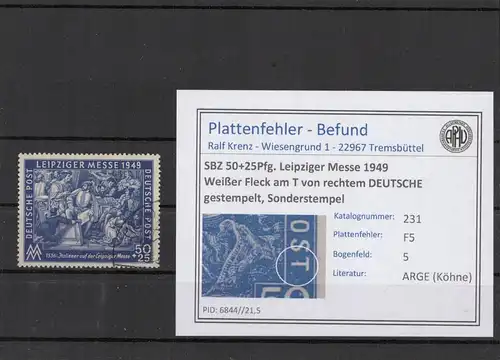 LEIPZIGER MESSE 1949
DEUTSCHE POST
DEUTSCHE POST
50
+25
Plattenfehler - Befund
Ralf Krenz - Wiesengrund 1 - 22967 Tremsbüttel
SBZ 50+25Pfg. Leipziger Messe 1949
Weißer Fleck am T von rechtem DEUTSCHE
gestempelt, Sonderstempel
Katalognummer: 231
Plattenfehler: F5
Bogenfeld: 5
Literatur: ARGE (Köhne)
OST
50
PID: 6844//21,5